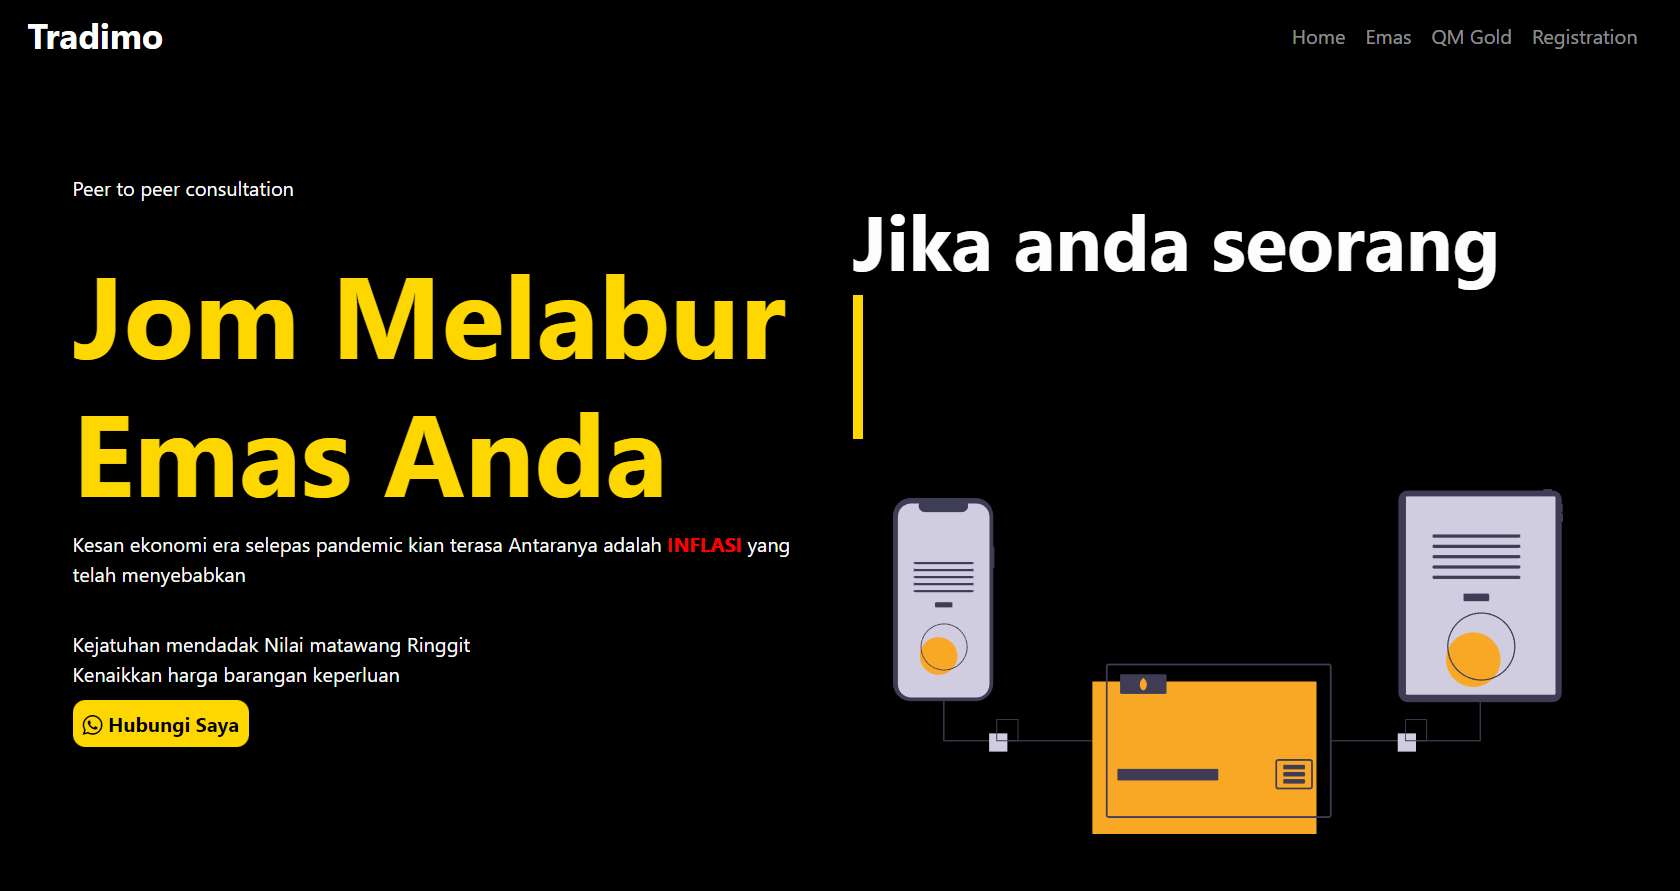 Tradimo
Home Emas QM Gold Registration
Peer to peer consultation
Jom Melabur
Emas Anda
Kesan ekonomi era selepas pandemic kian terasa Antaranya adalah INFLASI yang
telah menyebabkan
Kejatuhan mendadak Nilai matawang Ringgit
Kenaikkan harga barangan keperluan
Hubungi Saya
Jika anda seorang